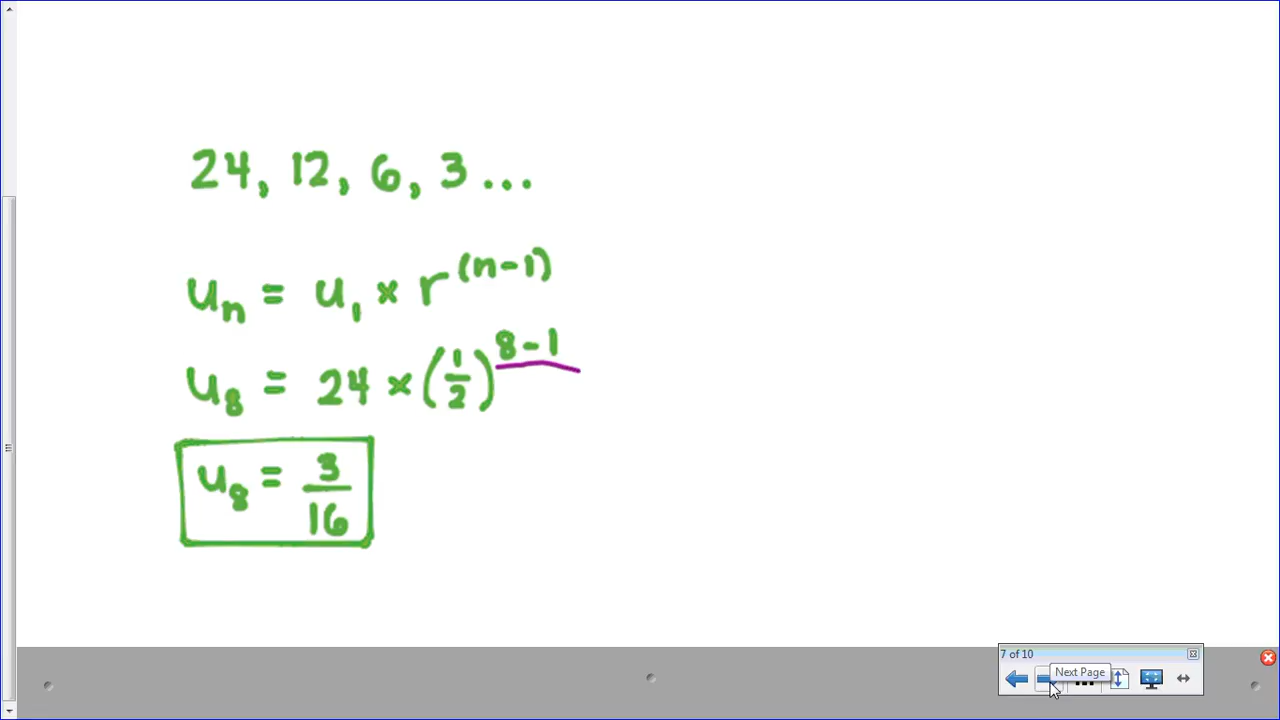 24, 12, 6, 3 ...
uₙ = u₁ × r⁽ⁿ⁻¹⁾
u₈ = 24 × (1/2)⁸⁻¹
u₈ = 3/16
7 of 10
Next Page